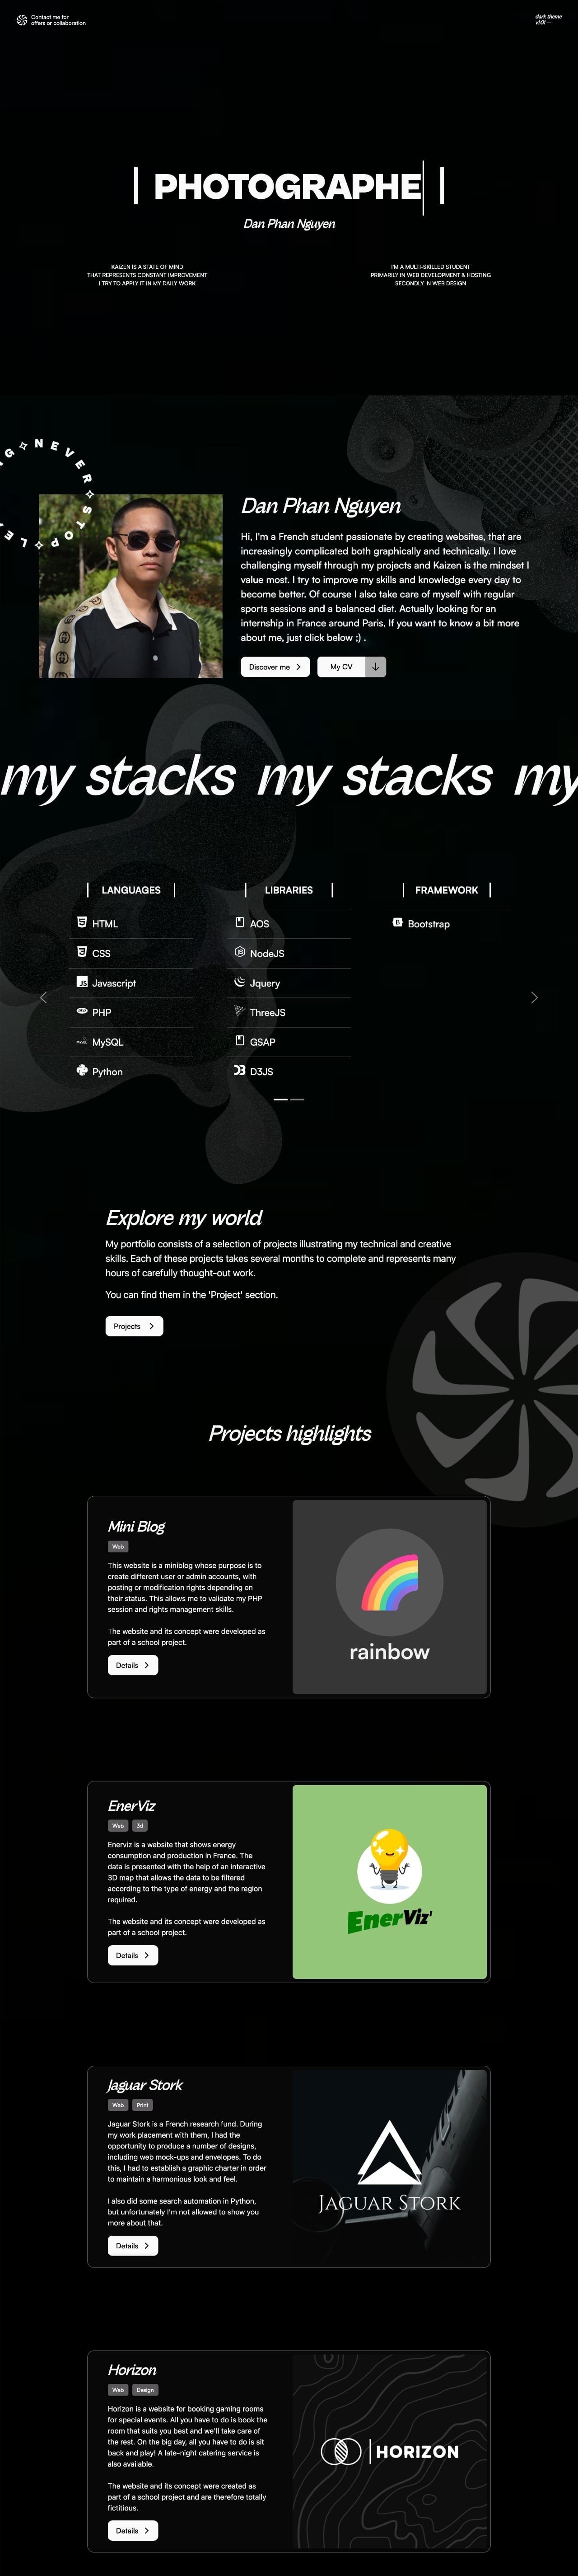 Contact me for
offers or collaboration
dark theme
v1.01 —
| PHOTOGRAPHE| |
Dan Phan Nguyen
KAIZEN IS A STATE OF MIND
THAT REPRESENTS CONSTANT IMPROVEMENT
I TRY TO APPLY IT IN MY DAILY WORK
I'M A MULTI-SKILLED STUDENT
PRIMARILY IN WEB DEVELOPMENT & HOSTING
SECONDLY IN WEB DESIGN
G ✧ NEVER ✧ STOP ✧ LE
Dan Phan Nguyen
Hi, I'm a French student passionate by creating websites, that are
increasingly complicated both graphically and technically. I love
challenging myself through my projects and Kaizen is the mindset I
value most. I try to improve my skills and knowledge every day to
become better. Of course I also take care of myself with regular
sports sessions and a balanced diet. Actually looking for an
internship in France around Paris, If you want to know a bit more
about me, just click below ;) .
Discover me
My CV
my stacks my stacks my
LANGUAGES
HTML
CSS
Javascript
PHP
MySQL
Python
LIBRARIES
AOS
NodeJS
Jquery
ThreeJS
GSAP
D3JS
FRAMEWORK
Bootstrap
Explore my world
My portfolio consists of a selection of projects illustrating my technical and creative
skills. Each of these projects takes several months to complete and represents many
hours of carefully thought-out work.
You can find them in the 'Project' section.
Projects
Projects highlights
Mini Blog
Web
This website is a miniblog whose purpose is to
create different user or admin accounts, with
posting or modification rights depending on
their status. This allows me to validate my PHP
session and rights management skills.
The website and its concept were developed as
part of a school project.
Details
rainbow
EnerViz
Web 3d
Enerviz is a website that shows energy
consumption and production in France. The
data is presented with the help of an interactive
3D map that allows the data to be filtered
according to the type of energy and the region
required.
The website and its concept were developed as
part of a school project.
Details
EnerViz'
Jaguar Stork
Web Print
Jaguar Stork is a French research fund. During
my work placement with them, I had the
opportunity to produce a number of designs,
including web mock-ups and envelopes. To do
this, I had to establish a graphic charter in order
to maintain a harmonious look and feel.
I also did some search automation in Python,
but unfortunately I'm not allowed to show you
more about that.
Details
JAGUAR STORK
Horizon
Web Design
Horizon is a website for booking gaming rooms
for special events. All you have to do is book the
room that suits you best and we'll take care of
the rest. On the big day, all you have to do is sit
back and play! A late-night catering service is
also available.
The website and its concept were created as
part of a school project and are therefore totally
fictitious.
Details
HORIZON